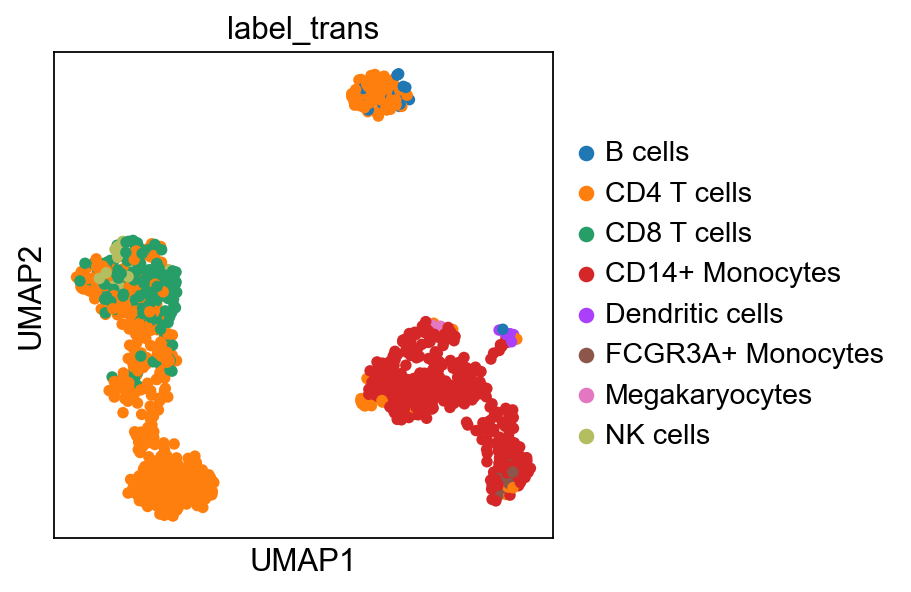 label_trans
UMAP2
UMAP1
B cells
CD4 T cells
CD8 T cells
CD14+ Monocytes
Dendritic cells
FCGR3A+ Monocytes
Megakaryocytes
NK cells